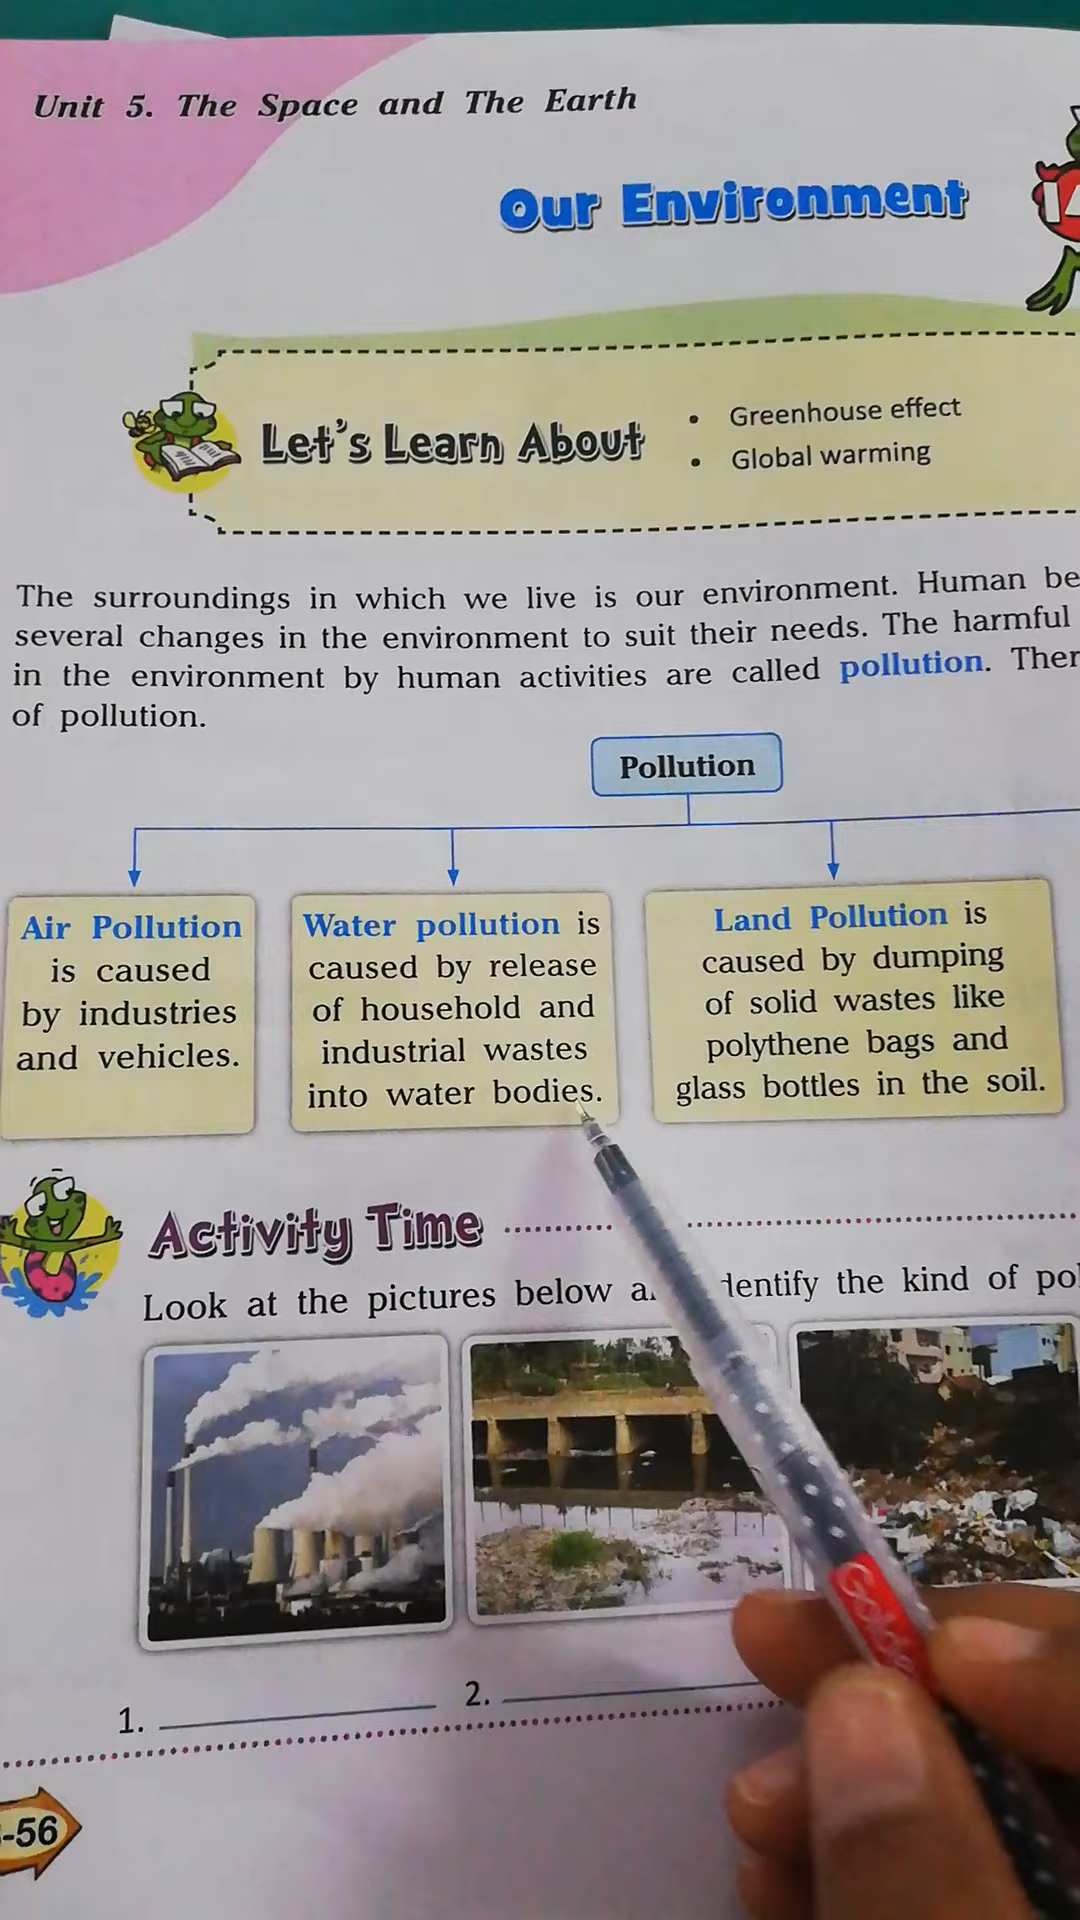 Unit 5. The Space and The Earth
Our Environment
Let's Learn About
• Greenhouse effect
• Global warming
The surroundings in which we live is our environment. Human be
several changes in the environment to suit their needs. The harmful
in the environment by human activities are called pollution. Ther
of pollution.
Pollution
Air Pollution
is caused
by industries
and vehicles.
Water pollution is
caused by release
of household and
industrial wastes
into water bodies.
Land Pollution is
caused by dumping
of solid wastes like
polythene bags and
glass bottles in the soil.
Activity Time
Look at the pictures below a dentify the kind of pol
1.
2.
-56